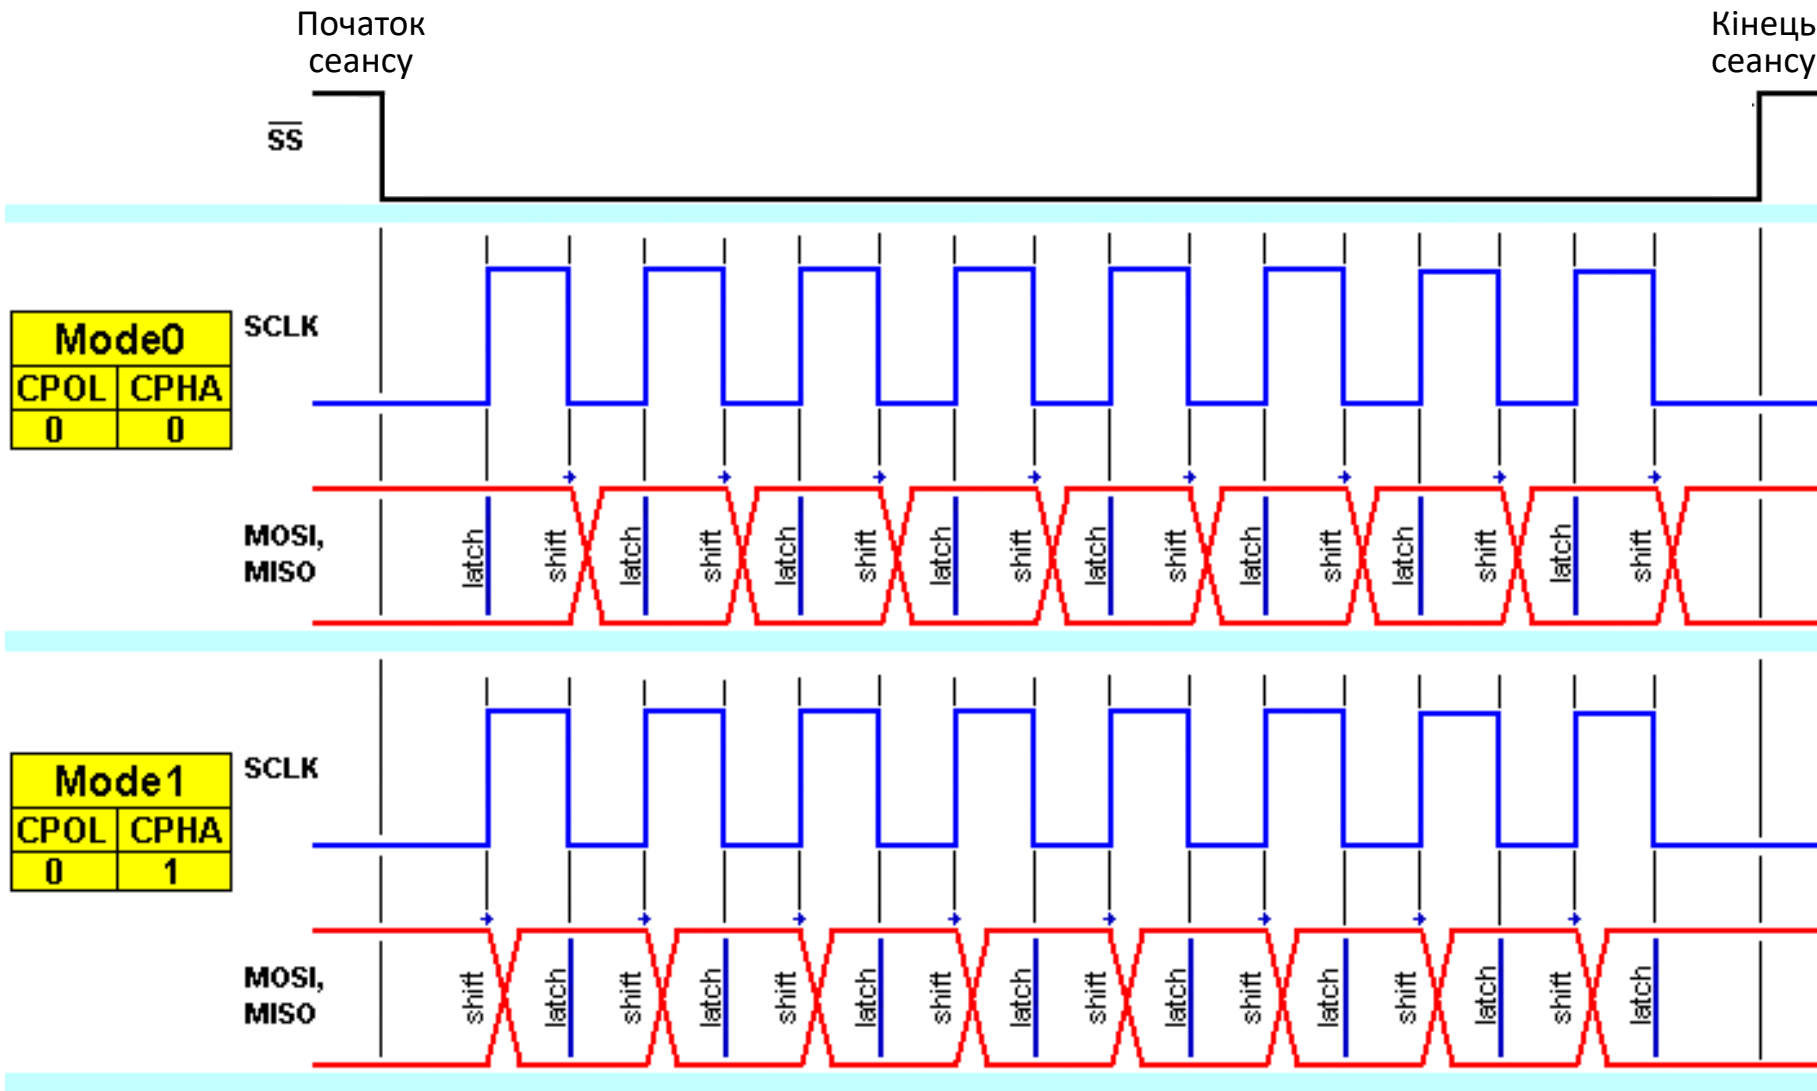 Початок
сеансу
Кінець
сеансу
SS
Mode0
CPOL CPHA
0 0
SCLK
MOSI,
MISO
latch shift latch shift latch shift latch shift latch shift latch shift latch shift latch shift
Mode1
CPOL CPHA
0 1
SCLK
MOSI,
MISO
shift latch shift latch shift latch shift latch shift latch shift latch shift latch shift latch